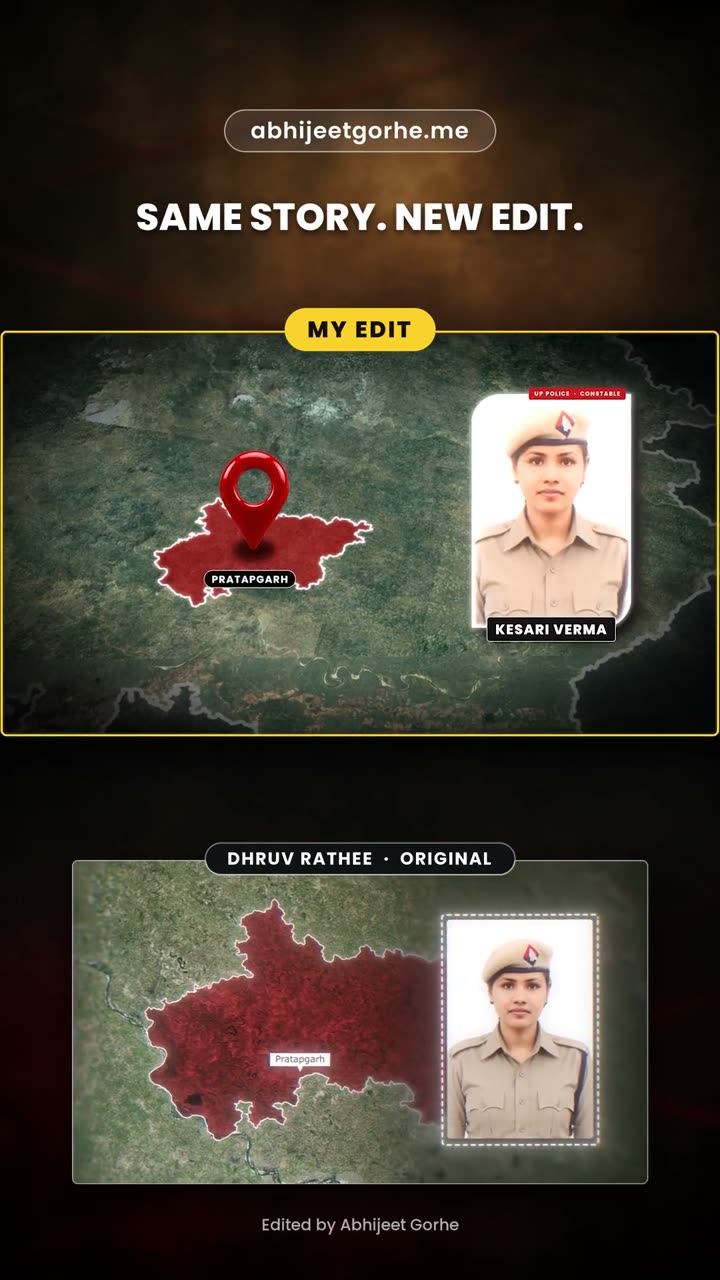 abhijeetgorhe.me
SAME STORY. NEW EDIT.
MY EDIT
UP POLICE · CONSTABLE
PRATAPGARH
KESARI VERMA
DHRUV RATHEE · ORIGINAL
Pratapgarh
Edited by Abhijeet Gorhe